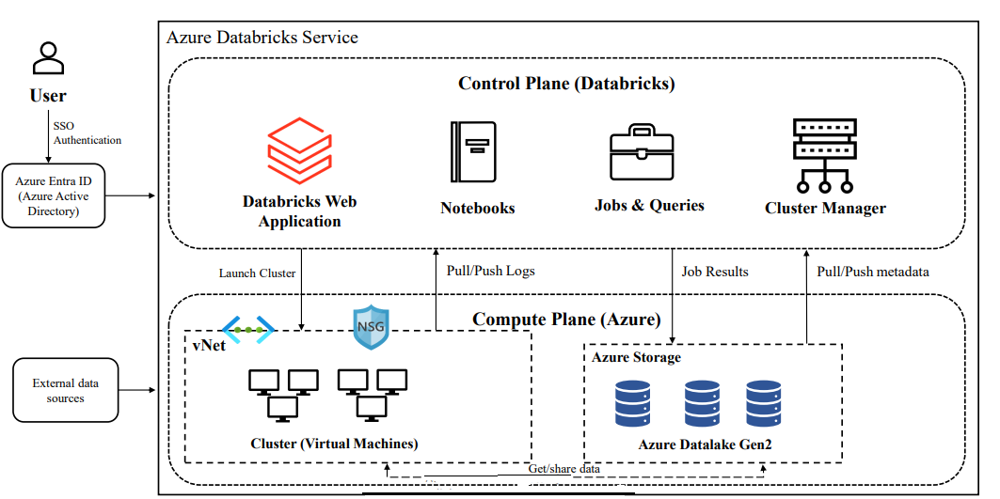 Azure Databricks Service
Control Plane (Databricks)
User
SSO
Authentication
Azure Entra ID
(Azure Active
Directory)
Databricks Web
Application
Notebooks
Jobs & Queries
Cluster Manager
Launch Cluster
Pull/Push Logs
Job Results
Pull/Push metadata
Compute Plane (Azure)
NSG
vNet
Azure Storage
External data
sources
Cluster (Virtual Machines)
Azure Datalake Gen2
Get/share data